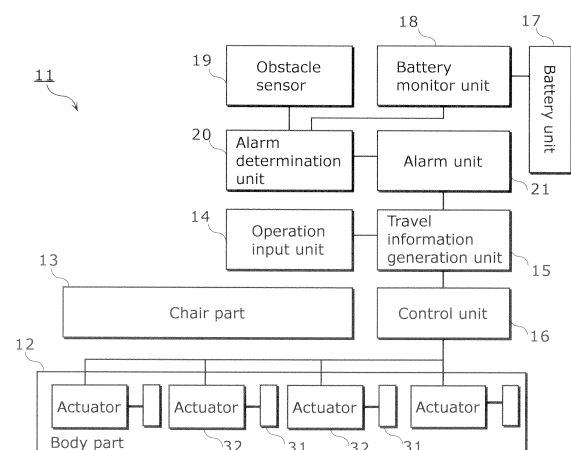 17
18
19
11
Obstacle
sensor
Battery
monitor unit
Battery unit
20
Alarm
determination
unit
Alarm unit
21
14
Operation
input unit
Travel
information
generation unit
15
13
Chair part
Control unit
16
12
Actuator
Actuator
Actuator
Actuator
Body part
32
31
32
31